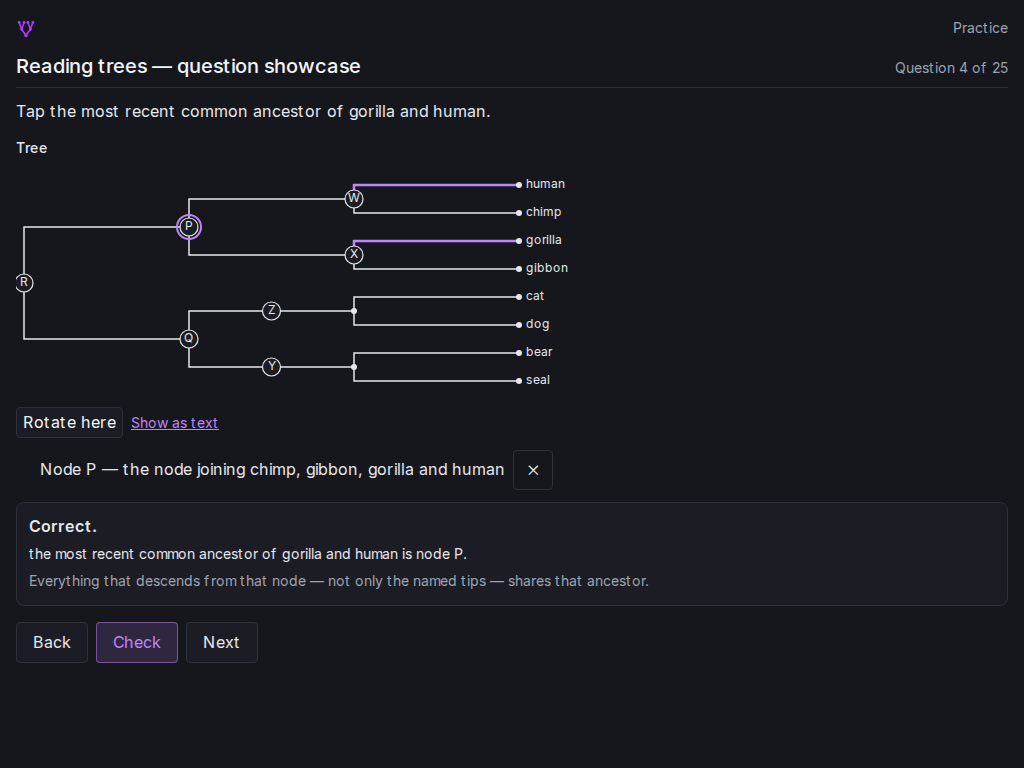 Practice
Reading trees — question showcase
Question 4 of 25
Tap the most recent common ancestor of gorilla and human.
Tree
human
W
chimp
P
gorilla
X
gibbon
R
cat
Z
dog
Q
bear
Y
seal
Rotate here
Show as text
Node P — the node joining chimp, gibbon, gorilla and human
×
Correct.
the most recent common ancestor of gorilla and human is node P.
Everything that descends from that node — not only the named tips — shares that ancestor.
Back
Check
Next